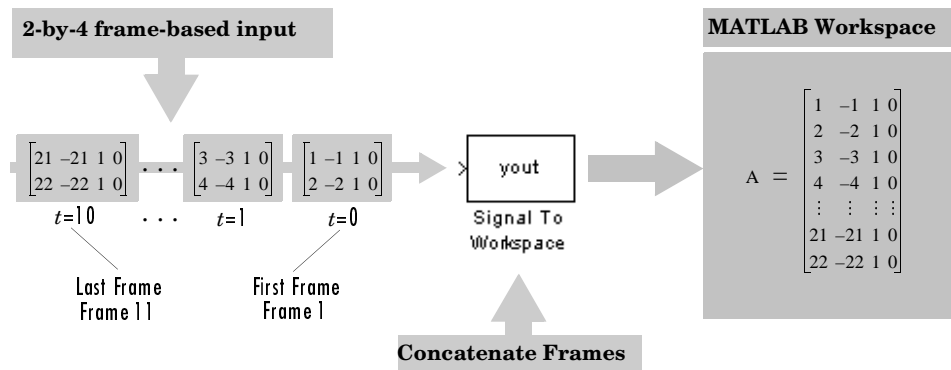 2-by-4 frame-based input
MATLAB Workspace
21 –21 1 0
22 –22 1 0
. . .
3 –3 1 0
4 –4 1 0
1 –1 1 0
2 –2 1 0
t=10
. . .
t=1
t=0
Last Frame
Frame 11
First Frame
Frame 1
yout
Signal To
Workspace
Concatenate Frames
A =
1 –1 1 0
2 –2 1 0
3 –3 1 0
4 –4 1 0
⋮ ⋮ ⋮ ⋮
21 –21 1 0
22 –22 1 0